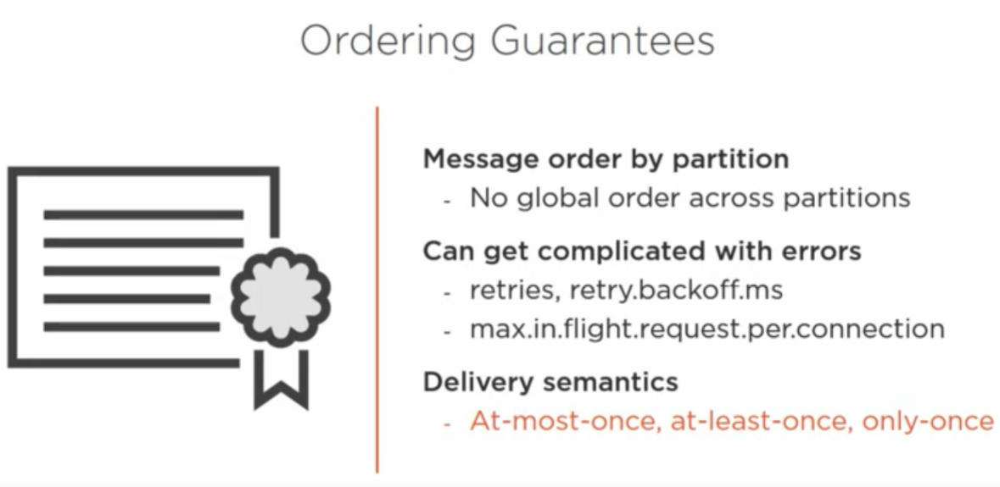 Ordering Guarantees
Message order by partition
- No global order across partitions
Can get complicated with errors
- retries, retry.backoff.ms
- max.in.flight.request.per.connection
Delivery semantics
- At-most-once, at-least-once, only-once